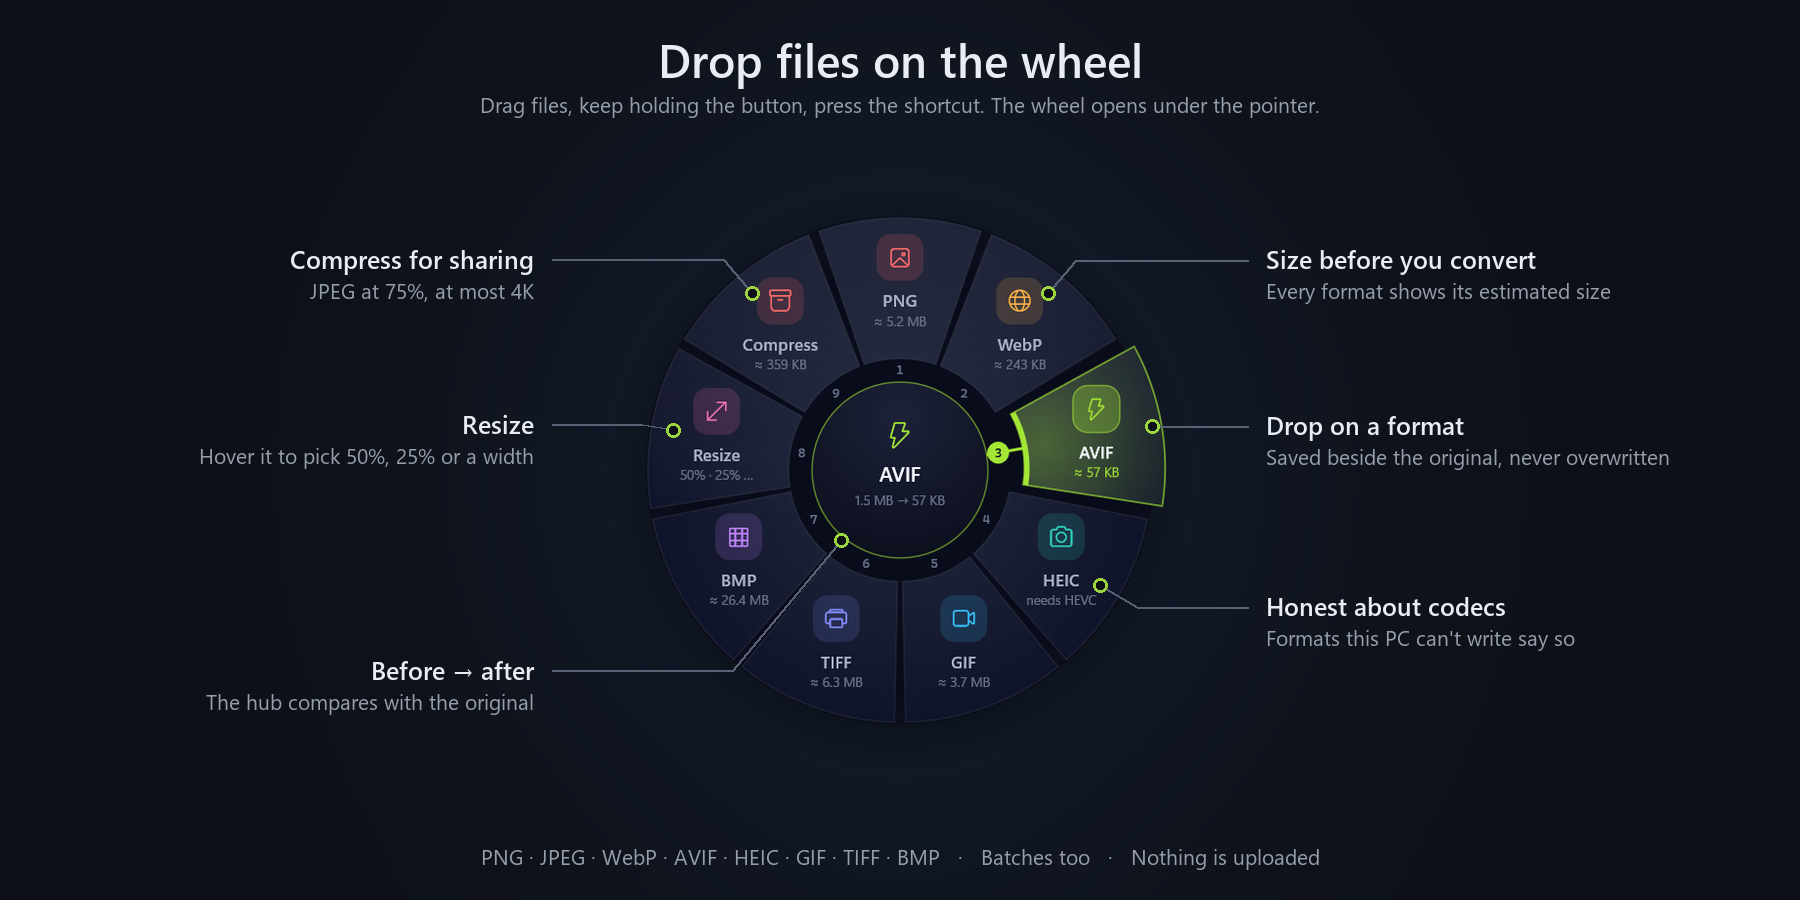 Drop files on the wheel
Drag files, keep holding the button, press the shortcut. The wheel opens under the pointer.
Compress for sharing
JPEG at 75%, at most 4K
Resize
Hover it to pick 50%, 25% or a width
Before → after
The hub compares with the original
PNG
≈ 5.2 MB
1
WebP
≈ 243 KB
2
AVIF
≈ 57 KB
3
HEIC
needs HEVC
4
GIF
≈ 3.7 MB
5
TIFF
≈ 6.3 MB
6
BMP
≈ 26.4 MB
7
Resize
50% · 25% ...
8
Compress
≈ 359 KB
9
AVIF
1.5 MB → 57 KB
Size before you convert
Every format shows its estimated size
Drop on a format
Saved beside the original, never overwritten
Honest about codecs
Formats this PC can't write say so
PNG · JPEG · WebP · AVIF · HEIC · GIF · TIFF · BMP · Batches too · Nothing is uploaded